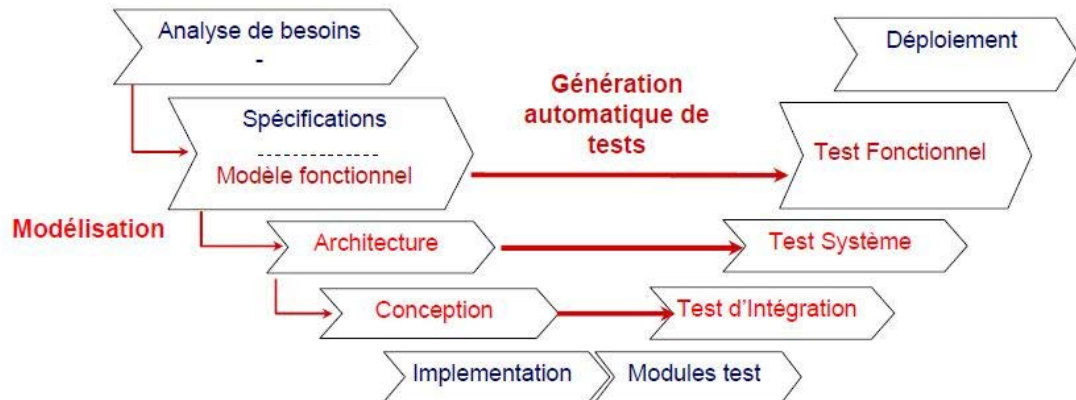 Analyse de besoins
-
Déploiement
Génération
automatique de
tests
Spécifications
--------------
Modèle fonctionnel
Test Fonctionnel
Modélisation
Architecture
Test Système
Conception
Test d'Intégration
Implementation
Modules test